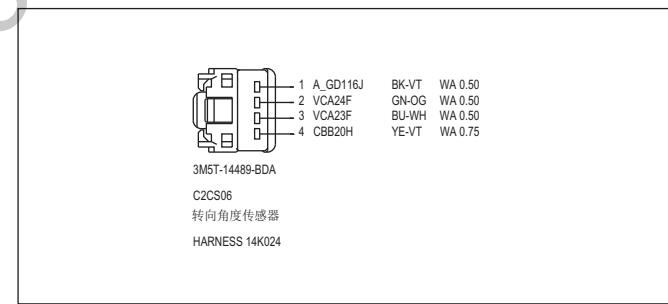 1 A_GD116J BK-VT WA 0.50
2 VCA24F GN-OG WA 0.50
3 VCA23F BU-WH WA 0.50
4 CBB20H YE-VT WA 0.75
3M5T-14489-BDA
C2CS06
转向角度传感器
HARNESS 14K024